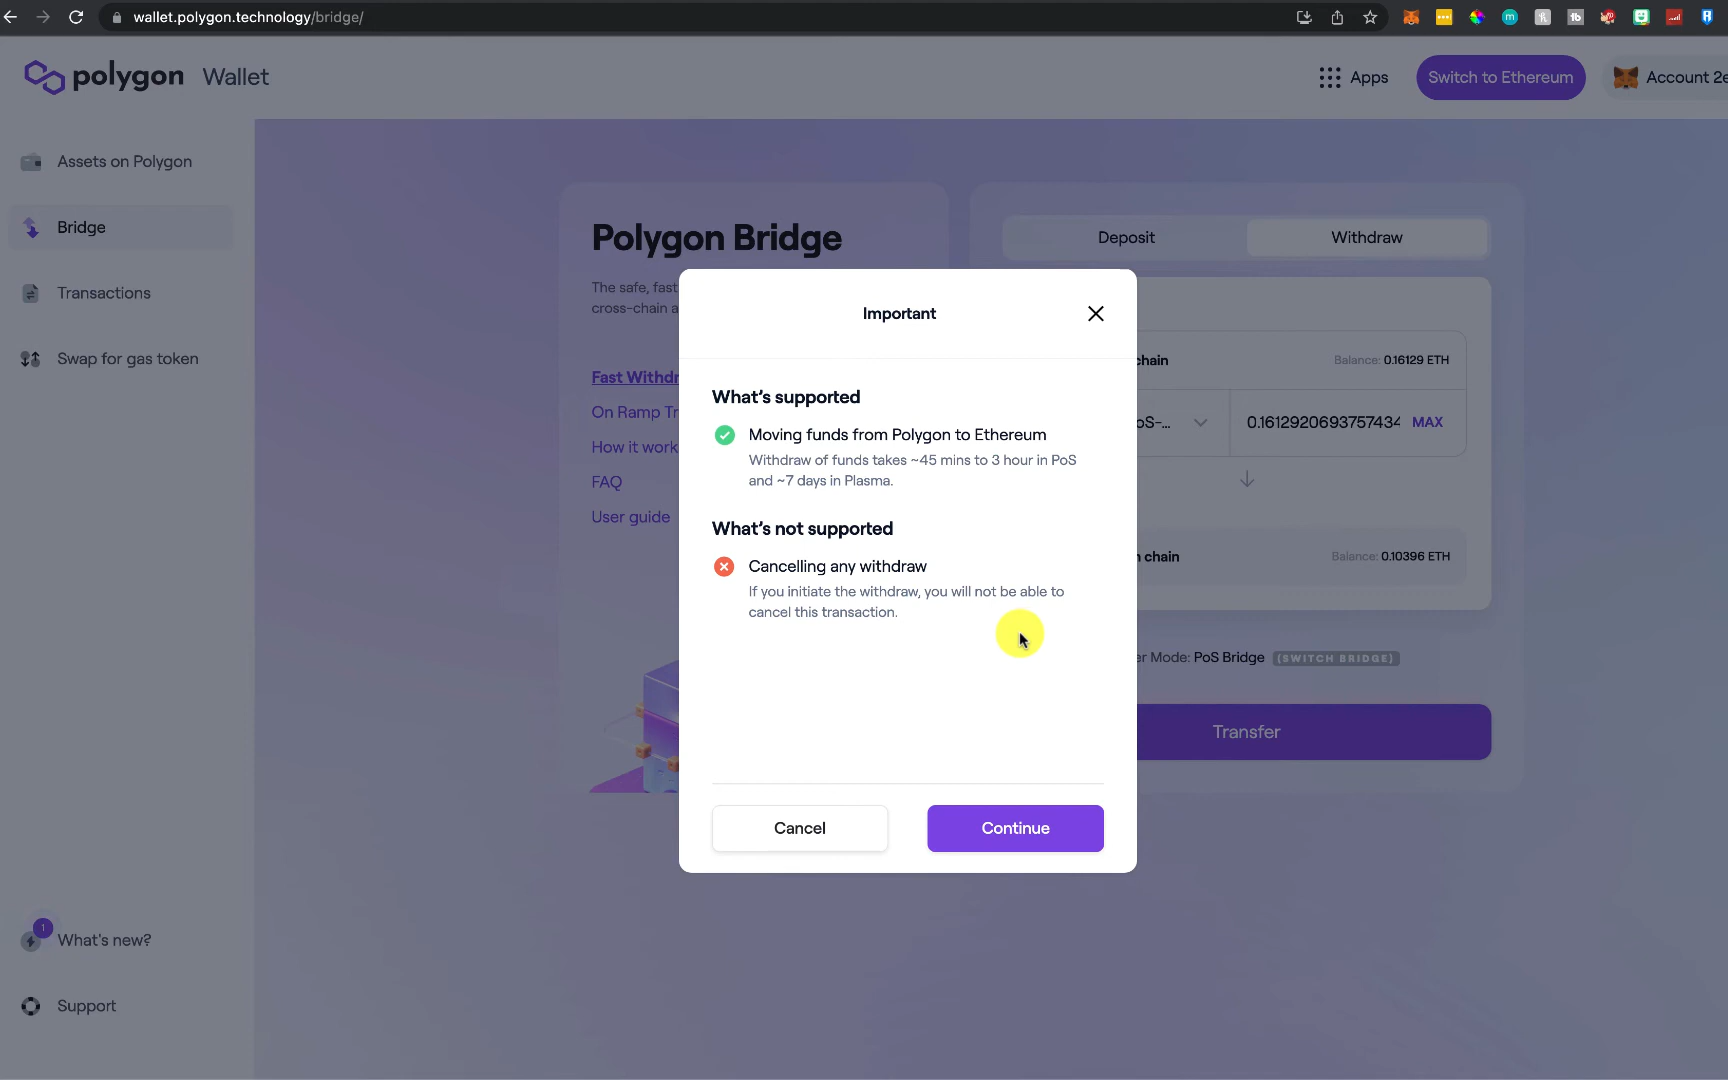 wallet.polygon.technology/bridge/
polygon Wallet
Apps
Switch to Ethereum
Account 2e
Assets on Polygon
Bridge
Transactions
Swap for gas token
What's new?
1
Support
Polygon Bridge
The safe, fast
cross-chain a
Fast Withdr
On Ramp Tr
How it work
FAQ
User guide
Important
What's supported
Moving funds from Polygon to Ethereum
Withdraw of funds takes ~45 mins to 3 hour in PoS
and ~7 days in Plasma.
What's not supported
Cancelling any withdraw
If you initiate the withdraw, you will not be able to
cancel this transaction.
Cancel
Continue
Deposit
Withdraw
chain
Balance: 0.16129 ETH
oS-...
0.1612920693757434
MAX
n chain
Balance: 0.10396 ETH
er Mode: PoS Bridge (SWITCH BRIDGE)
Transfer